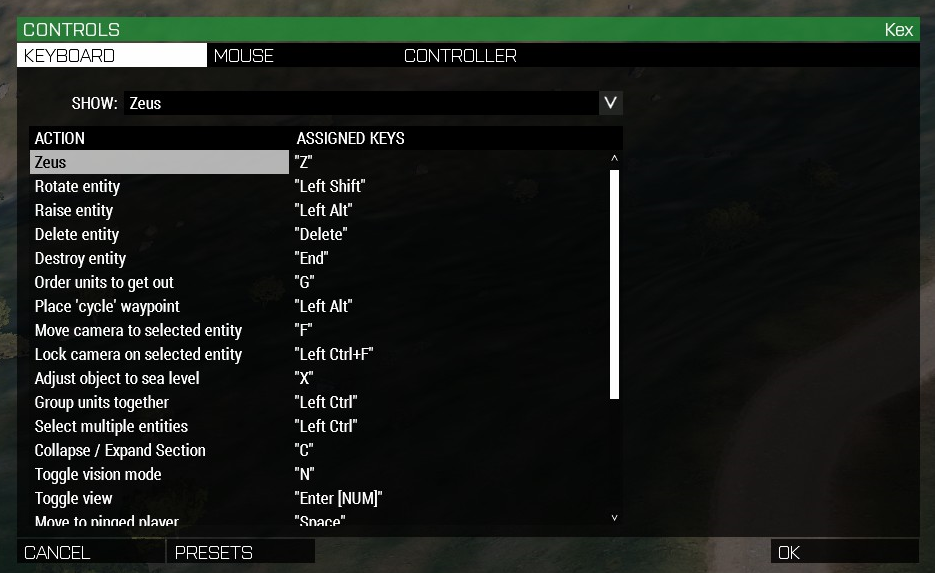 CONTROLS Kex
KEYBOARD MOUSE CONTROLLER
SHOW: Zeus V
ACTION ASSIGNED KEYS
Zeus "Z"
Rotate entity "Left Shift"
Raise entity "Left Alt"
Delete entity "Delete"
Destroy entity "End"
Order units to get out "G"
Place 'cycle' waypoint "Left Alt"
Move camera to selected entity "F"
Lock camera on selected entity "Left Ctrl+F"
Adjust object to sea level "X"
Group units together "Left Ctrl"
Select multiple entities "Left Ctrl"
Collapse / Expand Section "C"
Toggle vision mode "N"
Toggle view "Enter [NUM]"
Move to pinged player "Space"
CANCEL PRESETS OK